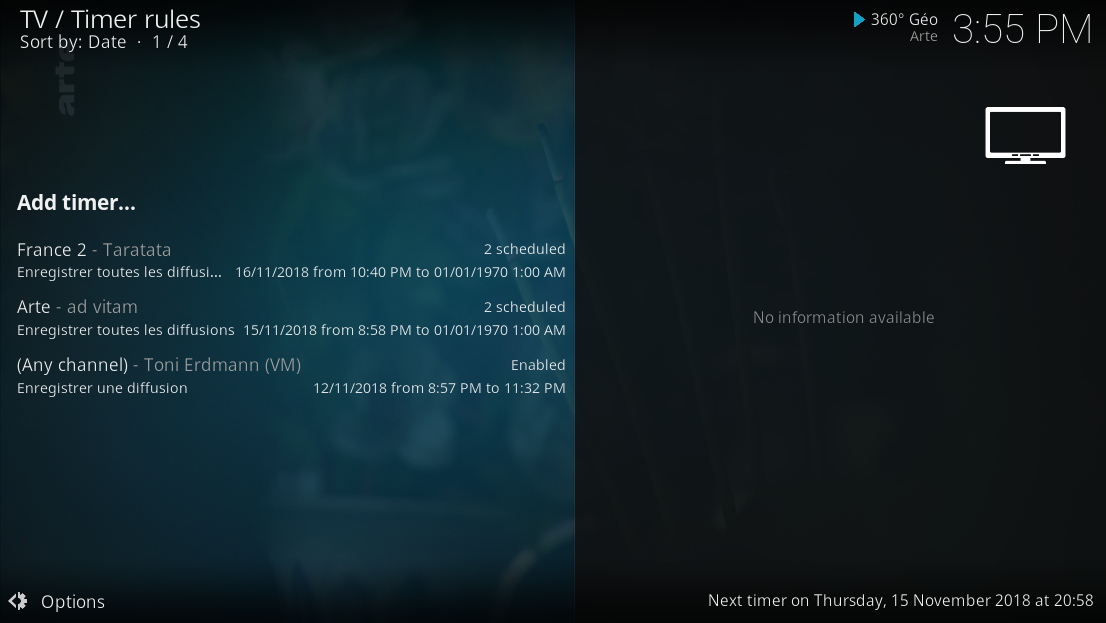 TV / Timer rules
Sort by: Date · 1 / 4
360° Géo
Arte
3:55 PM
arte
Add timer...
France 2 - Taratata 2 scheduled
Enregistrer toutes les diffusi... 16/11/2018 from 10:40 PM to 01/01/1970 1:00 AM
Arte - ad vitam 2 scheduled
Enregistrer toutes les diffusions 15/11/2018 from 8:58 PM to 01/01/1970 1:00 AM
(Any channel) - Toni Erdmann (VM) Enabled
Enregistrer une diffusion 12/11/2018 from 8:57 PM to 11:32 PM
No information available
Options
Next timer on Thursday, 15 November 2018 at 20:58